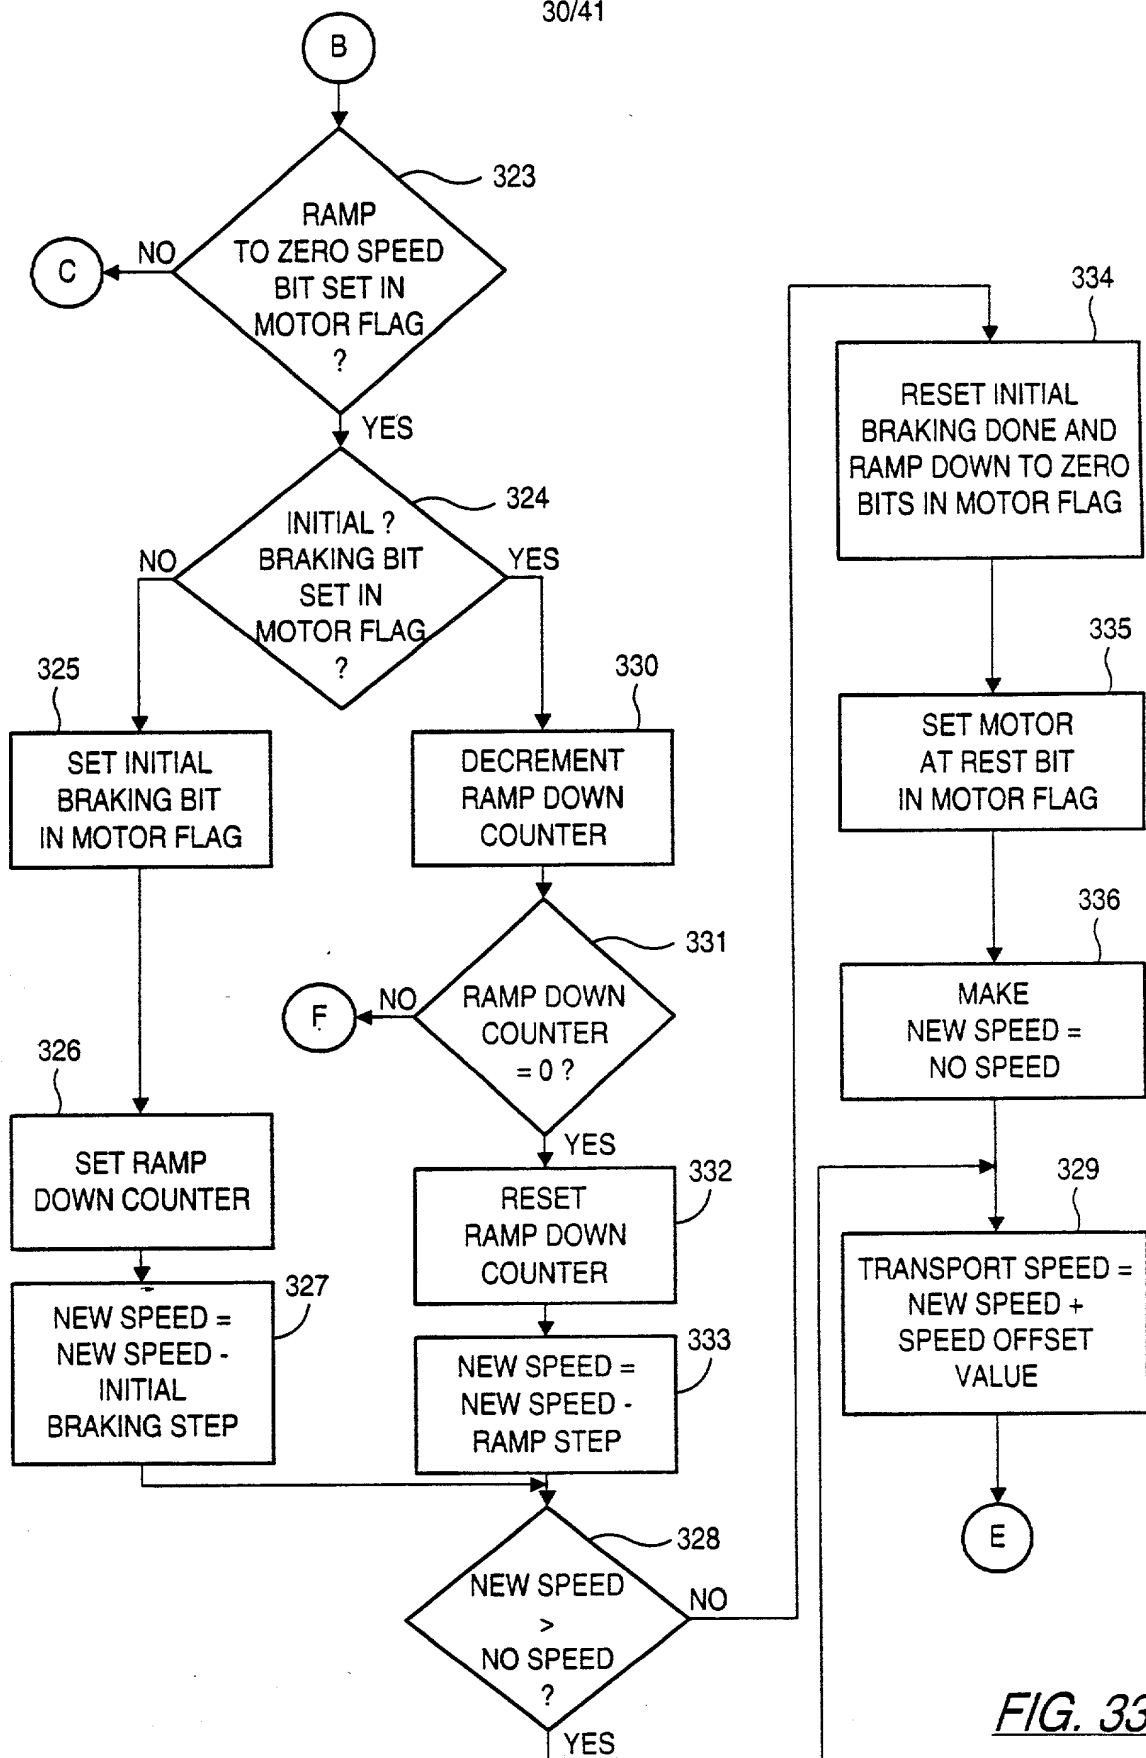 30/41
B
323
RAMP
TO ZERO SPEED
BIT SET IN
MOTOR FLAG
?
NO
C
YES
324
INITIAL ?
BRAKING BIT
SET IN
MOTOR FLAG
?
NO
YES
325
SET INITIAL
BRAKING BIT
IN MOTOR FLAG
326
SET RAMP
DOWN COUNTER
327
NEW SPEED =
NEW SPEED -
INITIAL
BRAKING STEP
330
DECREMENT
RAMP DOWN
COUNTER
331
RAMP DOWN
COUNTER
= 0 ?
NO
F
YES
332
RESET
RAMP DOWN
COUNTER
333
NEW SPEED =
NEW SPEED -
RAMP STEP
328
NEW SPEED
>
NO SPEED
?
NO
YES
334
RESET INITIAL
BRAKING DONE AND
RAMP DOWN TO ZERO
BITS IN MOTOR FLAG
335
SET MOTOR
AT REST BIT
IN MOTOR FLAG
336
MAKE
NEW SPEED =
NO SPEED
329
TRANSPORT SPEED =
NEW SPEED +
SPEED OFFSET
VALUE
E
FIG. 33